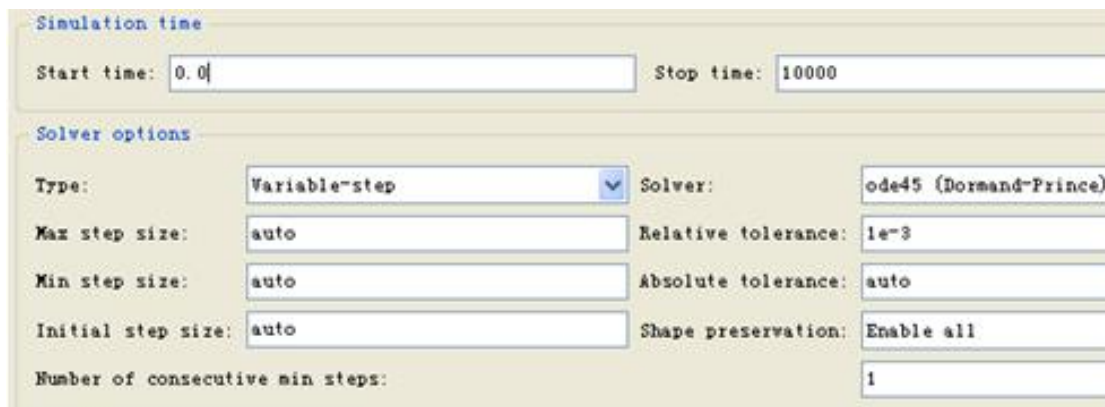 Simulation time
Start time: 0.0 Stop time: 10000
Solver options
Type: Variable-step Solver: ode45 (Dormand-Prince)
Max step size: auto Relative tolerance: 1e-3
Min step size: auto Absolute tolerance: auto
Initial step size: auto Shape preservation: Enable all
Number of consecutive min steps: 1